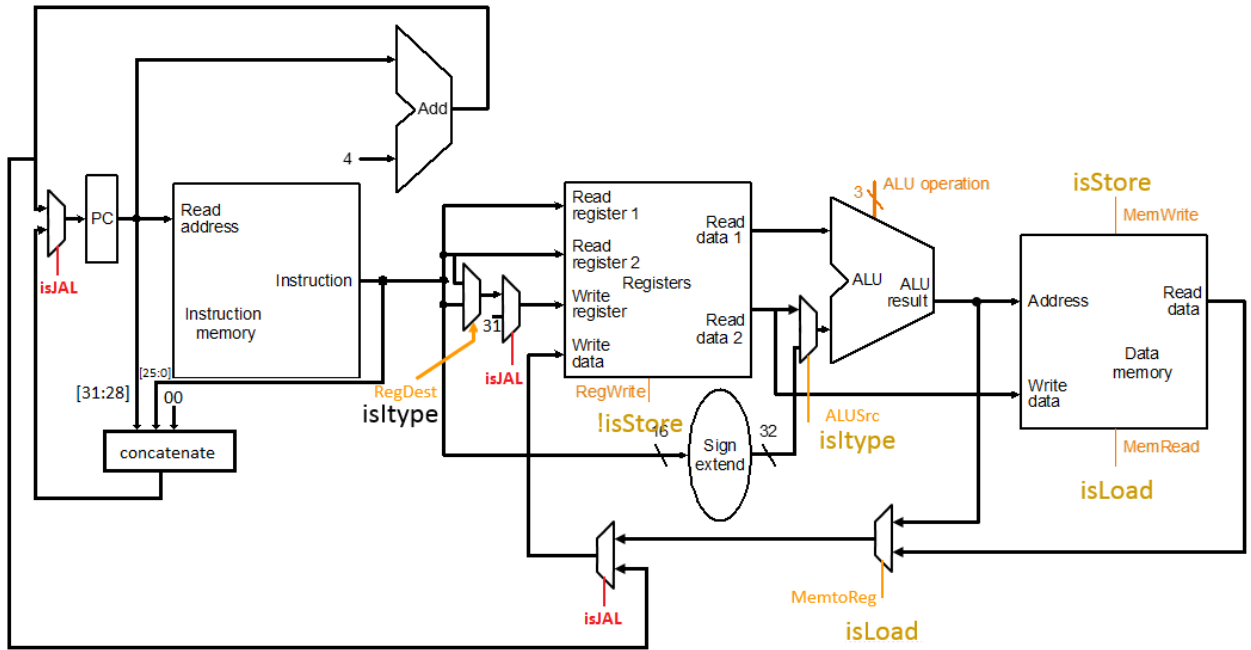 Add
4
3
ALU operation
isStore
MemWrite
PC
Read
address
Instruction
Instruction
memory
isJAL
Read
register 1
Read
register 2
Registers
Write
register
Write
data
Read
data 1
Read
data 2
31
isJAL
RegDest
isItype
RegWrite
!isStore
ALU
ALU
result
ALUSrc
isItype
Address
Read
data
Data
memory
Write
data
MemRead
isLoad
[31:28]
[25:0]
00
concatenate
16
Sign
extend
32
isJAL
MemtoReg
isLoad